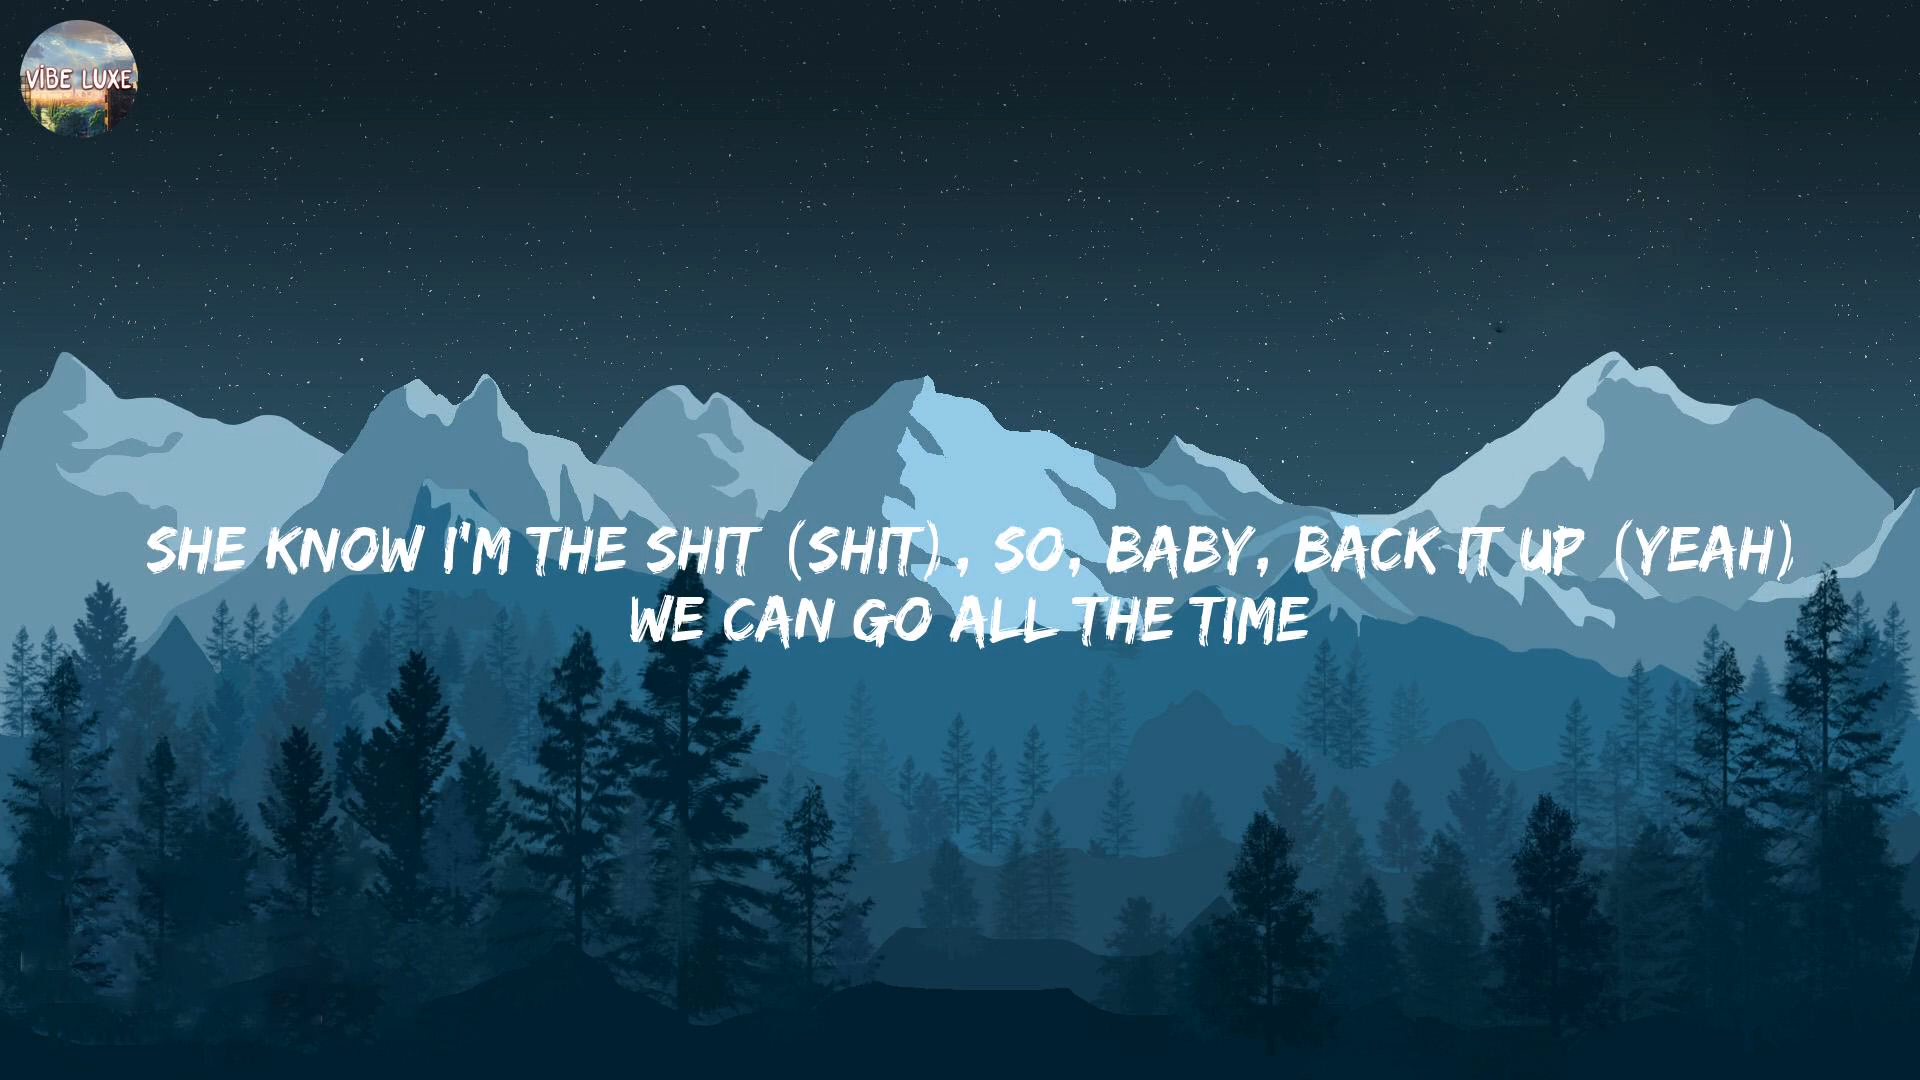 VIBE LUXE
SHE KNOW I'M THE SHIT (SHIT), SO, BABY, BACK IT UP (YEAH)
WE CAN GO ALL THE TIME